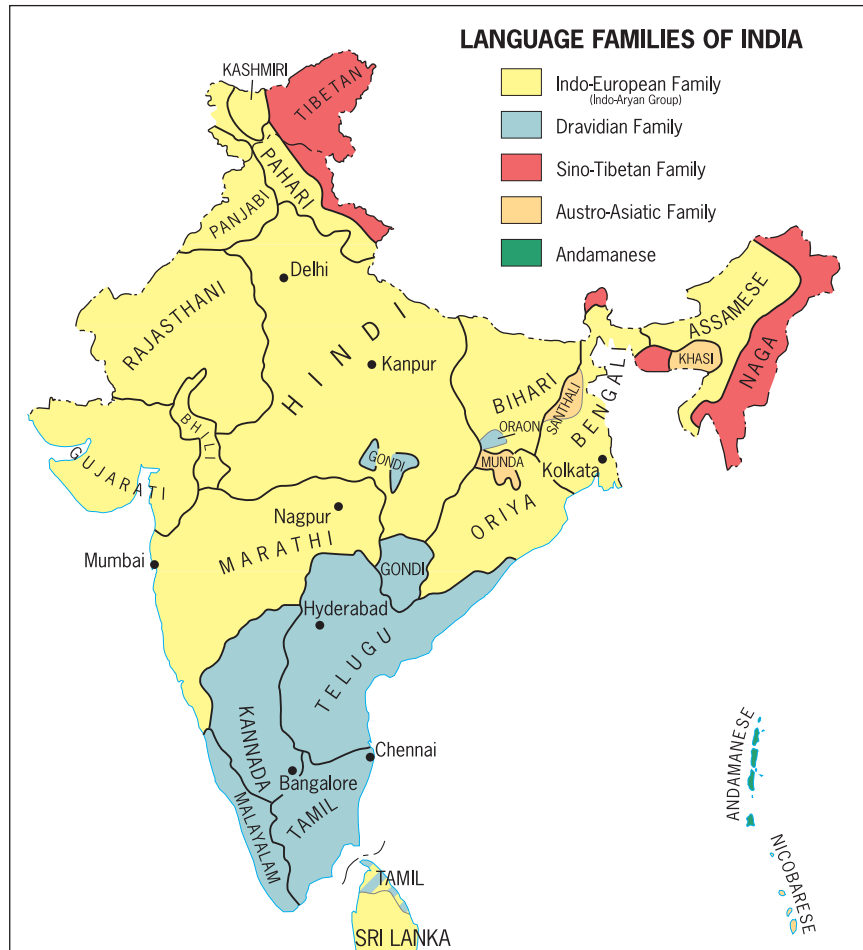 LANGUAGE FAMILIES OF INDIA
Indo-European Family
(Indo-Aryan Group)
Dravidian Family
Sino-Tibetan Family
Austro-Asiatic Family
Andamanese
KASHMIRI
TIBETAN
PAHARI
PANJABI
Delhi
RAJASTHANI
HINDI
Kanpur
ASSAMESE
NAGA
KHASI
BIHARI
SANTHALI
BENGALI
ORAON
MUNDA
Kolkata
BHILI
GUJARATI
GONDI
ORIYA
Nagpur
MARATHI
Mumbai
GONDI
Hyderabad
TELUGU
KANNADA
Chennai
Bangalore
TAMIL
MALAYALAM
TAMIL
SRI LANKA
ANDAMANESE
NICOBARESE